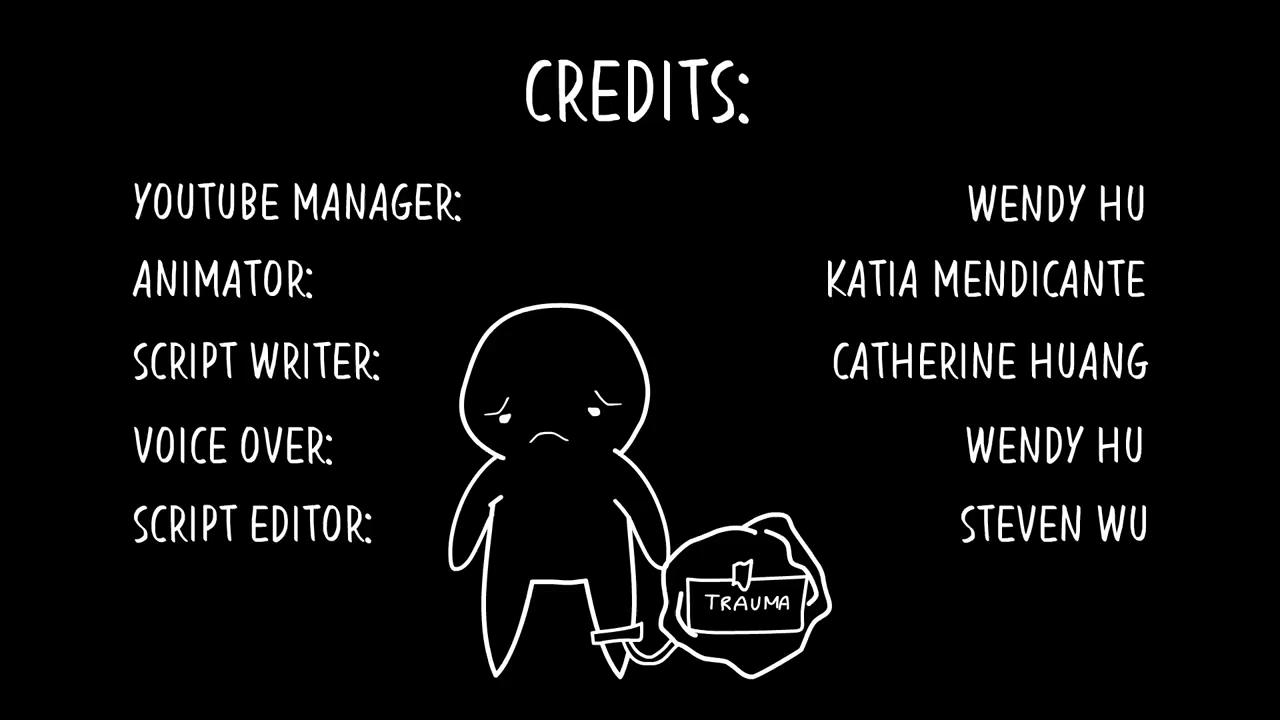 CREDITS:
YOUTUBE MANAGER: WENDY HU
ANIMATOR: KATIA MENDICANTE
SCRIPT WRITER: CATHERINE HUANG
VOICE OVER: WENDY HU
SCRIPT EDITOR: STEVEN WU
TRAUMA